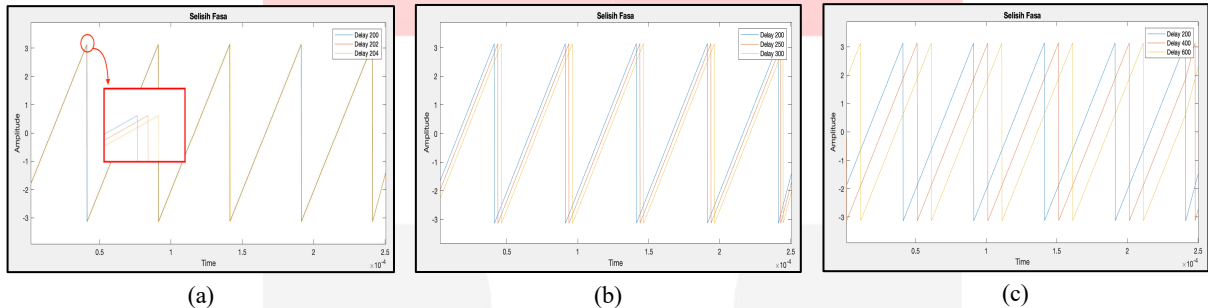 Selisih Fasa
Delay 200
Delay 202
Delay 204
Amplitude
3
2
1
0
-1
-2
-3
0.5
1
1.5
2
2.5
Time
×10⁻⁴
(a)
Selisih Fasa
Delay 200
Delay 250
Delay 300
Amplitude
3
2
1
0
-1
-2
-3
0.5
1
1.5
2
2.5
Time
×10⁻⁴
(b)
Selisih Fasa
Delay 200
Delay 400
Delay 600
Amplitude
3
2
1
0
-1
-2
-3
0.5
1
1.5
2
2.5
Time
×10⁻⁴
(c)